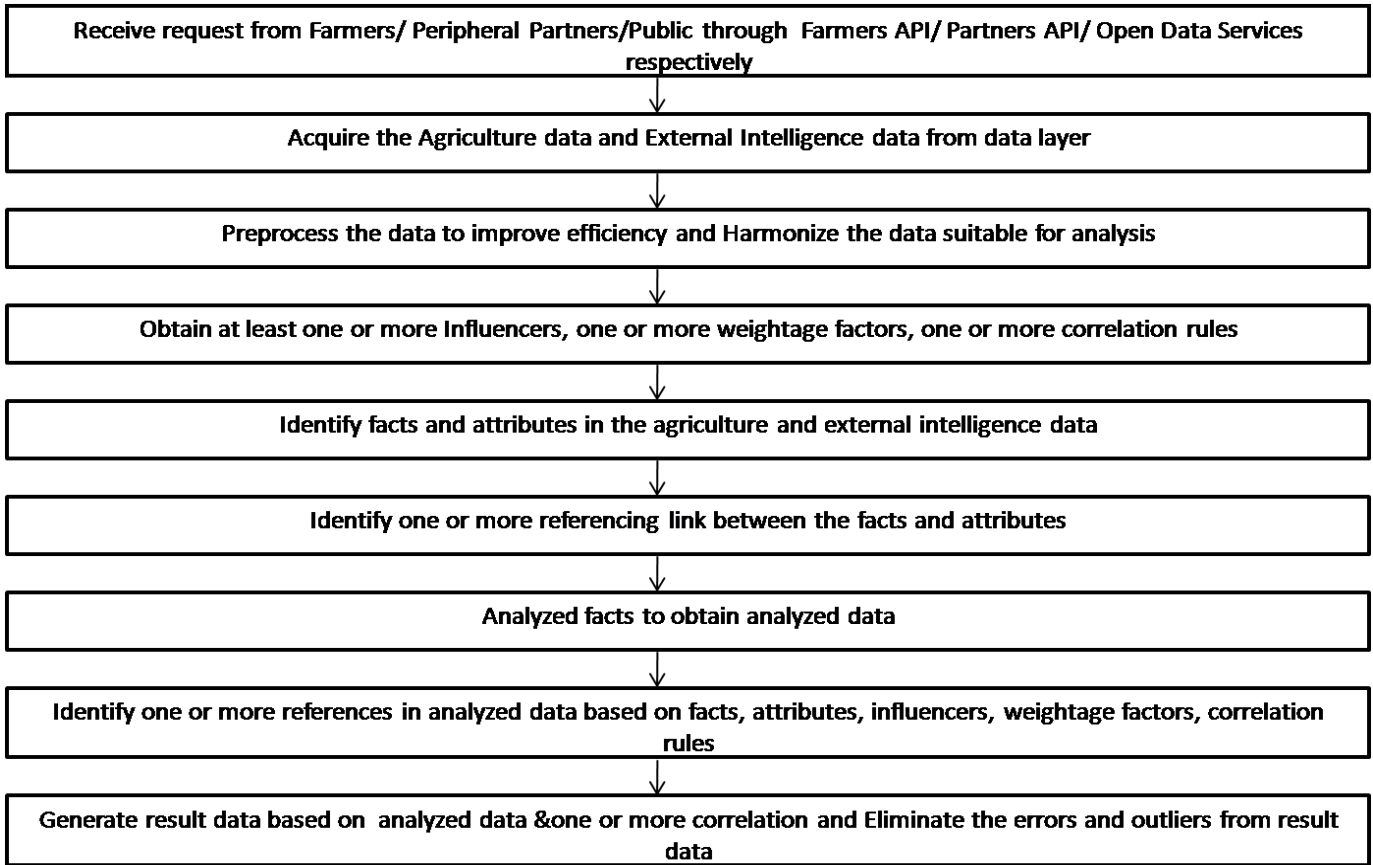 Receive request from Farmers/ Peripheral Partners/Public through Farmers API/ Partners API/ Open Data Services
respectively
Acquire the Agriculture data and External Intelligence data from data layer
Preprocess the data to improve efficiency and Harmonize the data suitable for analysis
Obtain at least one or more Influencers, one or more weightage factors, one or more correlation rules
Identify facts and attributes in the agriculture and external intelligence data
Identify one or more referencing link between the facts and attributes
Analyzed facts to obtain analyzed data
Identify one or more references in analyzed data based on facts, attributes, influencers, weightage factors, correlation
rules
Generate result data based on analyzed data &one or more correlation and Eliminate the errors and outliers from result
data